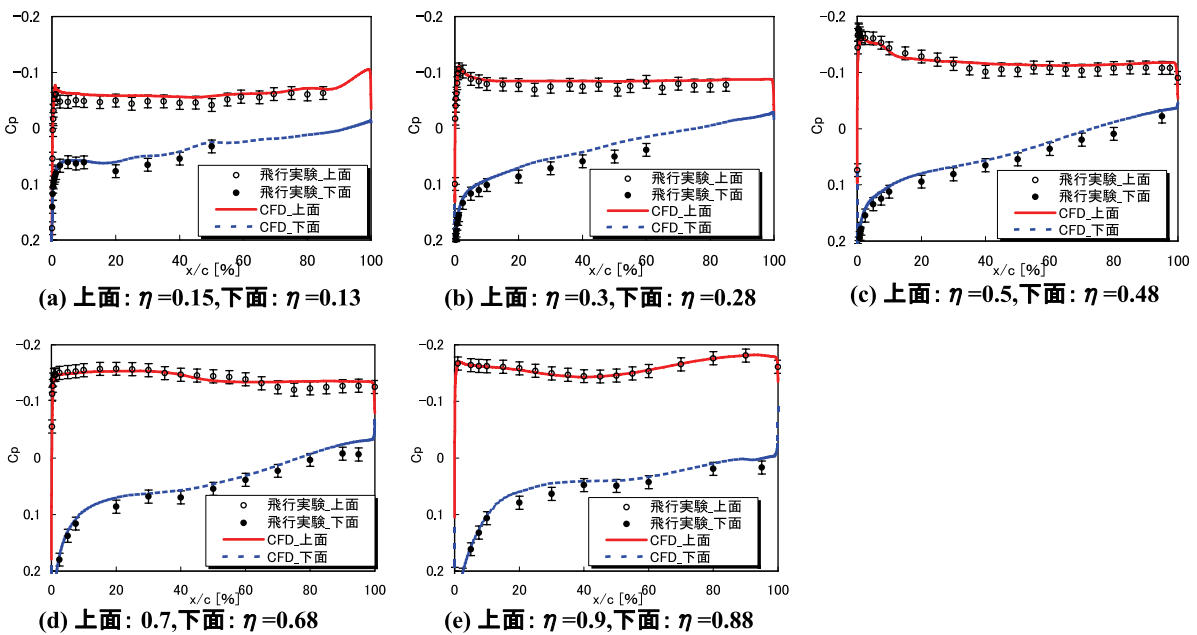 -0.2
-0.1
0
0.1
0.2
Cp
0 20 40 60 80 100
x/c [%]
飛行実験_上面
飛行実験_下面
CFD_上面
CFD_下面
(a) 上面: η =0.15,下面: η =0.13
-0.2
-0.1
0
0.1
0.2
Cp
0 20 40 60 80 100
x/c [%]
飛行実験_上面
飛行実験_下面
CFD_上面
CFD_下面
(b) 上面: η =0.3,下面: η =0.28
-0.2
-0.1
0
0.1
0.2
Cp
0 20 40 60 80 100
x/c [%]
飛行実験_上面
飛行実験_下面
CFD_上面
CFD_下面
(c) 上面: η =0.5,下面: η =0.48
-0.2
-0.1
0
0.1
0.2
Cp
0 20 40 60 80 100
x/c [%]
飛行実験_上面
飛行実験_下面
CFD_上面
CFD_下面
(d) 上面: 0.7,下面: η =0.68
-0.2
-0.1
0
0.1
0.2
Cp
0 20 40 60 80 100
x/c [%]
飛行実験_上面
飛行実験_下面
CFD_上面
CFD_下面
(e) 上面: η =0.9,下面: η =0.88